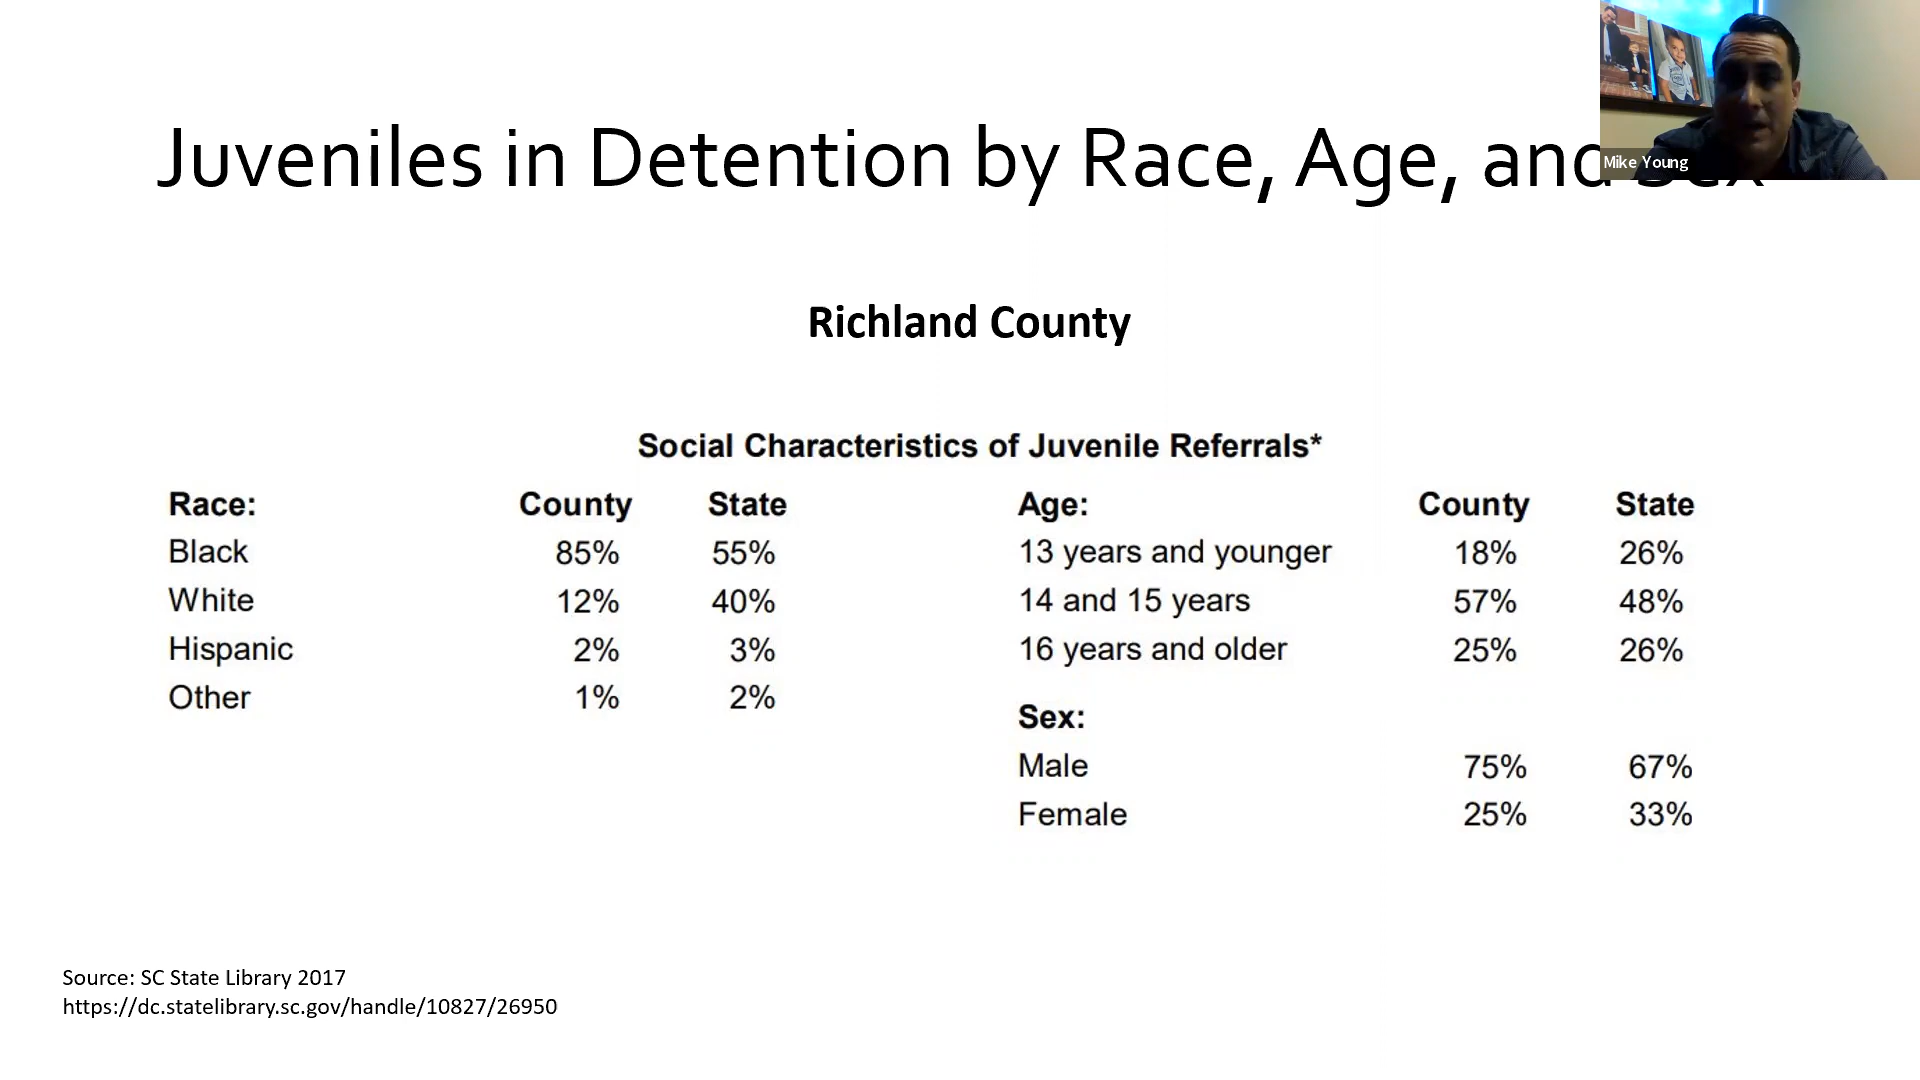 Juveniles in Detention by Race, Age, and Sex
Mike Young
Richland County
Social Characteristics of Juvenile Referrals*
Race: County State
Black 85% 55%
White 12% 40%
Hispanic 2% 3%
Other 1% 2%
Age: County State
13 years and younger 18% 26%
14 and 15 years 57% 48%
16 years and older 25% 26%
Sex:
Male 75% 67%
Female 25% 33%
Source: SC State Library 2017
https://dc.statelibrary.sc.gov/handle/10827/26950